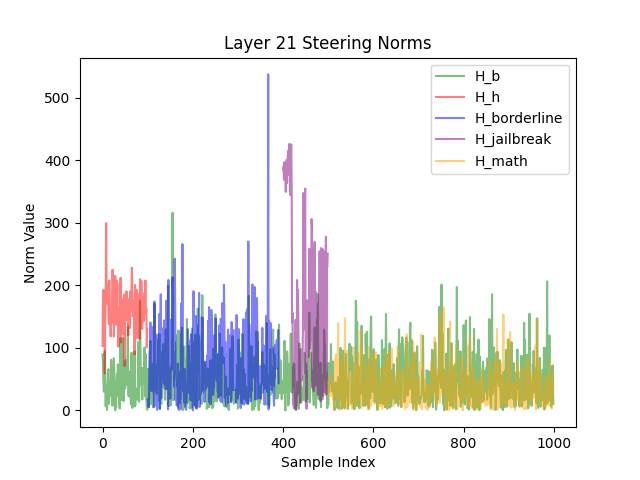 Layer 21 Steering Norms
H_b
H_h
H_borderline
H_jailbreak
H_math
Norm Value
500
400
300
200
100
0
0 200 400 600 800 1000
Sample Index